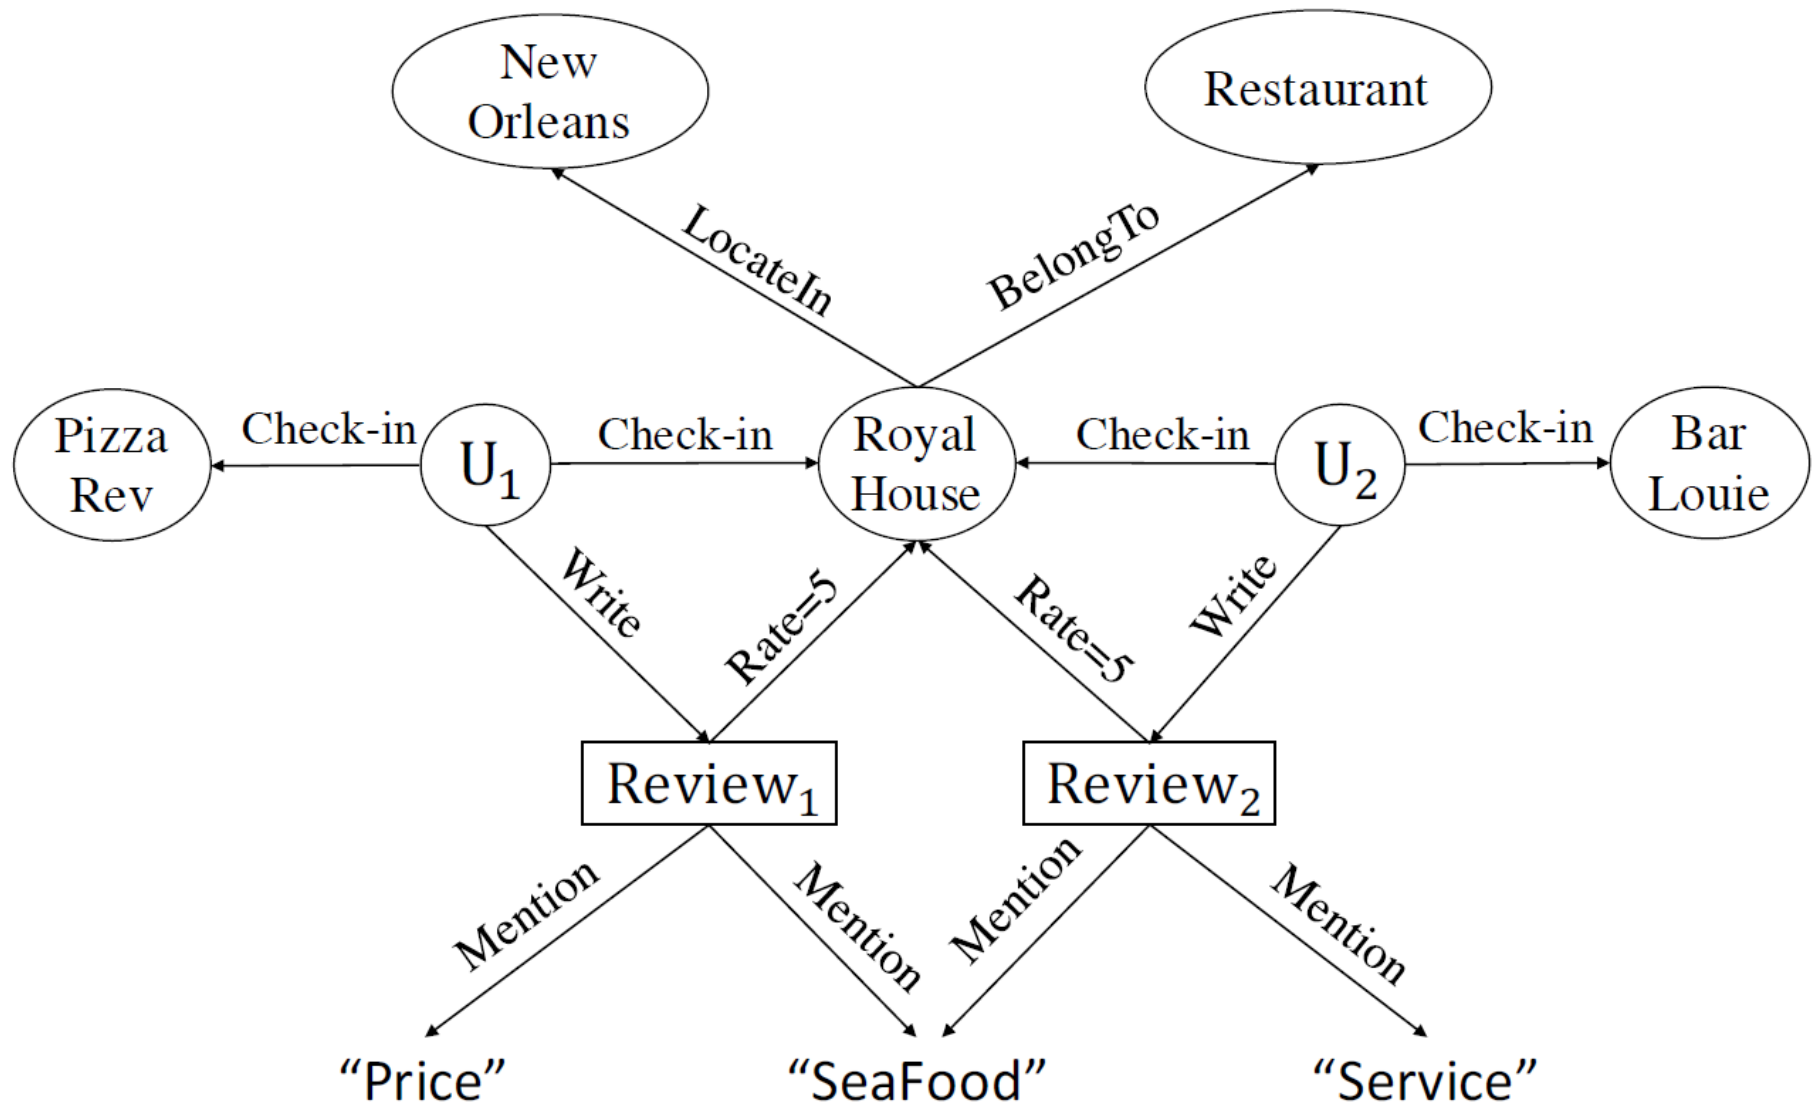 New
Orleans
Restaurant
LocateIn
BelongTo
Pizza
Rev
Check-in
U₁
Check-in
Royal
House
Check-in
U₂
Check-in
Bar
Louie
Write
Rate=5
Rate=5
Write
Review₁
Review₂
Mention
Mention
Mention
Mention
“Price”
“SeaFood”
“Service”